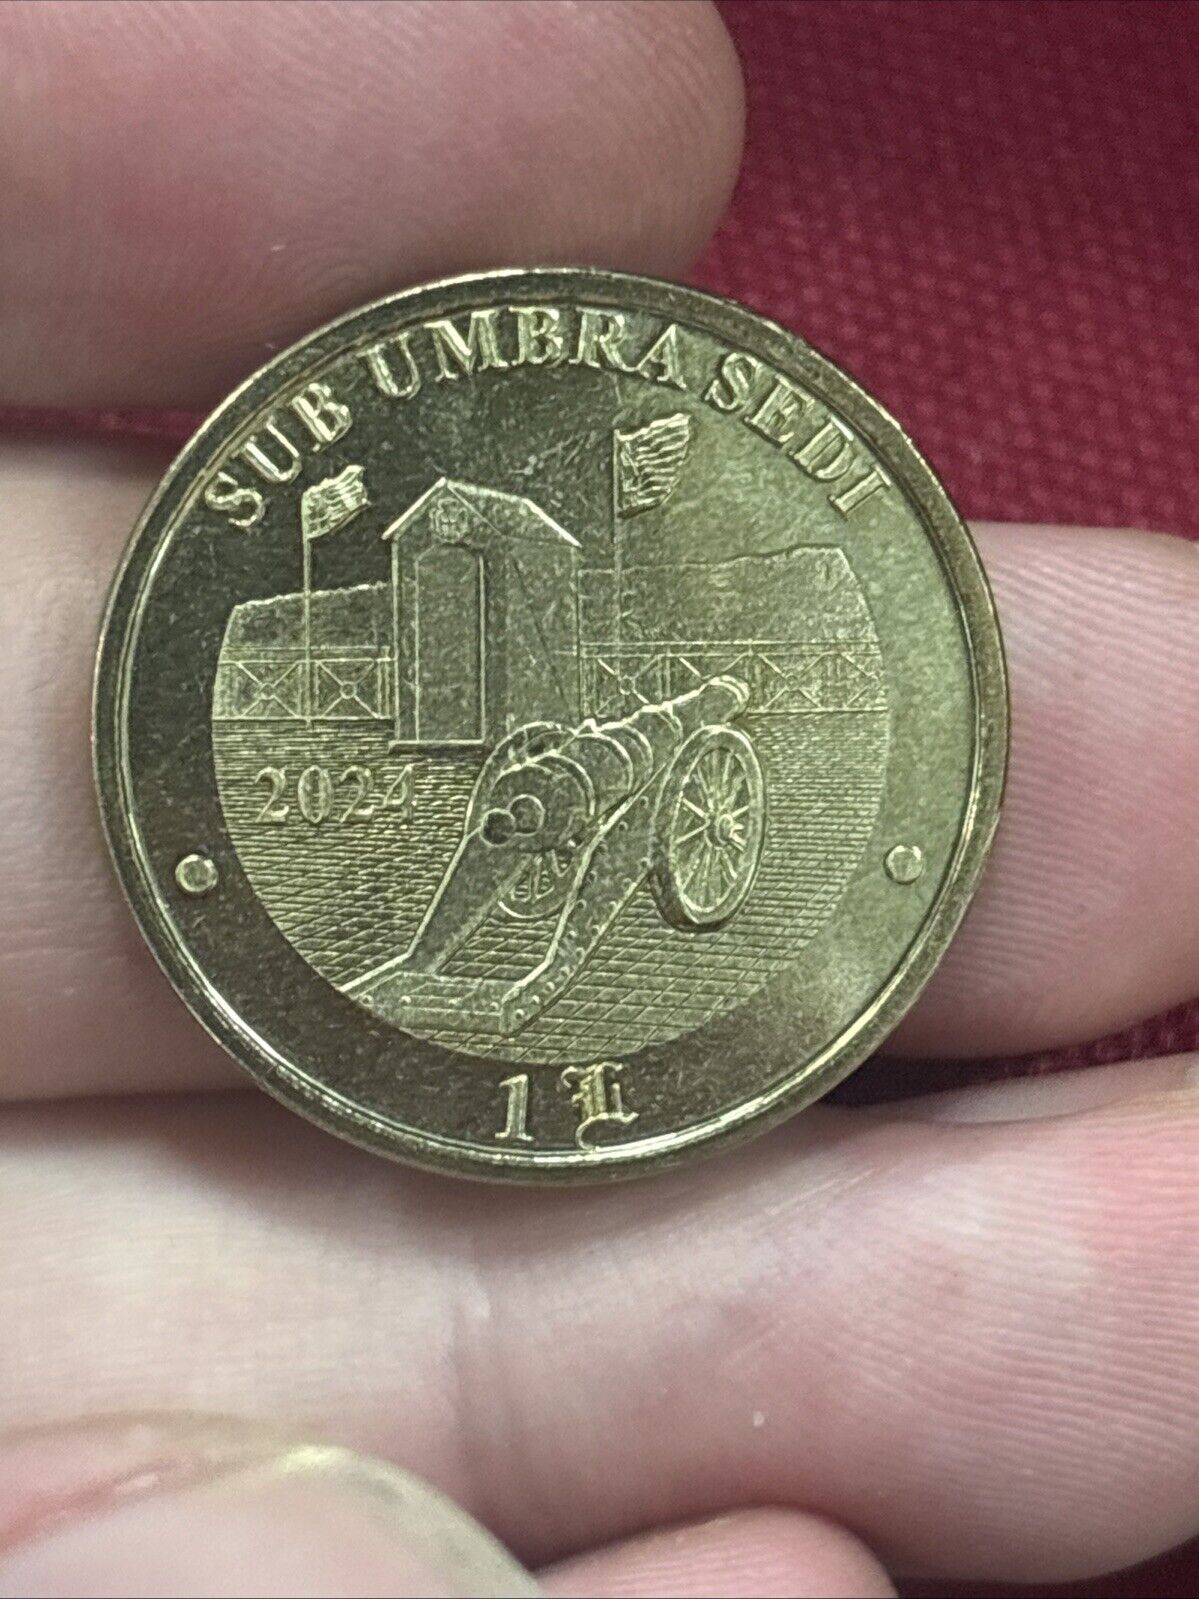 SUB UMBRA SEDI
2024
1 L